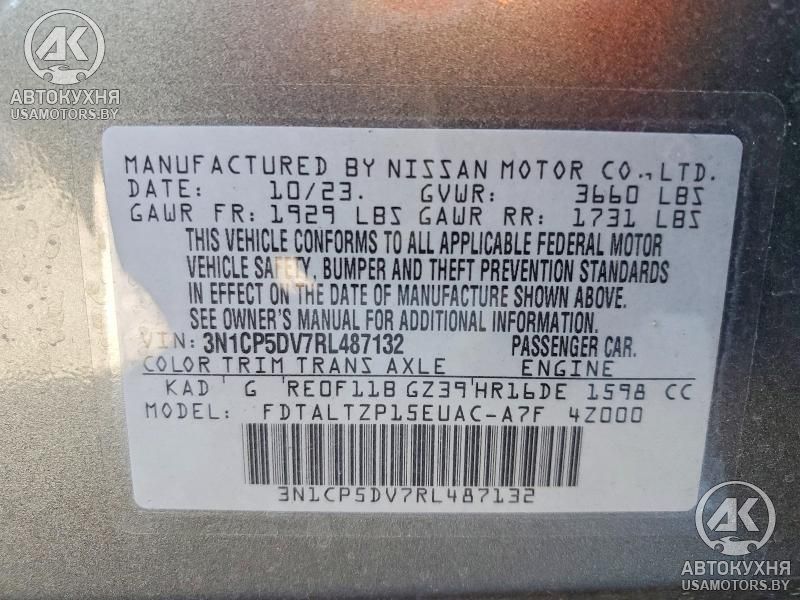 AK
АВТОКУХНЯ
USAMOTORS.BY
MANUFACTURED BY NISSAN MOTOR CO.,LTD.
DATE: 10/23. GVWR: 3660 LBS
GAWR FR: 1929 LBS GAWR RR: 1731 LBS
THIS VEHICLE CONFORMS TO ALL APPLICABLE FEDERAL MOTOR
VEHICLE SAFETY, BUMPER AND THEFT PREVENTION STANDARDS
IN EFFECT ON THE DATE OF MANUFACTURE SHOWN ABOVE.
SEE OWNER'S MANUAL FOR ADDITIONAL INFORMATION.
VIN: 3N1CP5DV7RL487132 PASSENGER CAR.
COLOR TRIM TRANS AXLE ENGINE
KAD G RE0F11B GZ39 HR16DE 1598 CC
MODEL: FDTALTZP15EUAC-A7F 4Z000
3N1CP5DV7RL487132
AK
АВТОКУХНЯ
USAMOTORS.BY